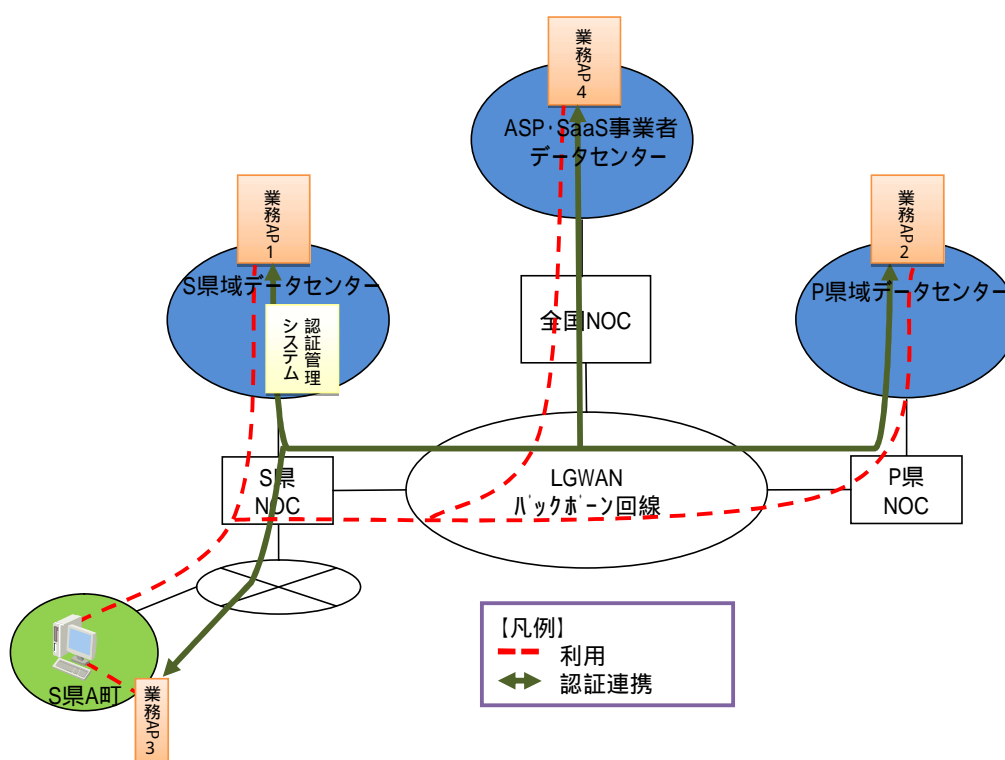 業務AP4
ASP･SaaS事業者
データセンター
業務AP1
S県域データセンター
認証管理
システム
業務AP2
P県域データセンター
全国NOC
S県
NOC
LGWAN
ﾊﾞｯｸﾎﾞｰﾝ回線
P県
NOC
S県A町
業務AP3
【凡例】
利用
認証連携